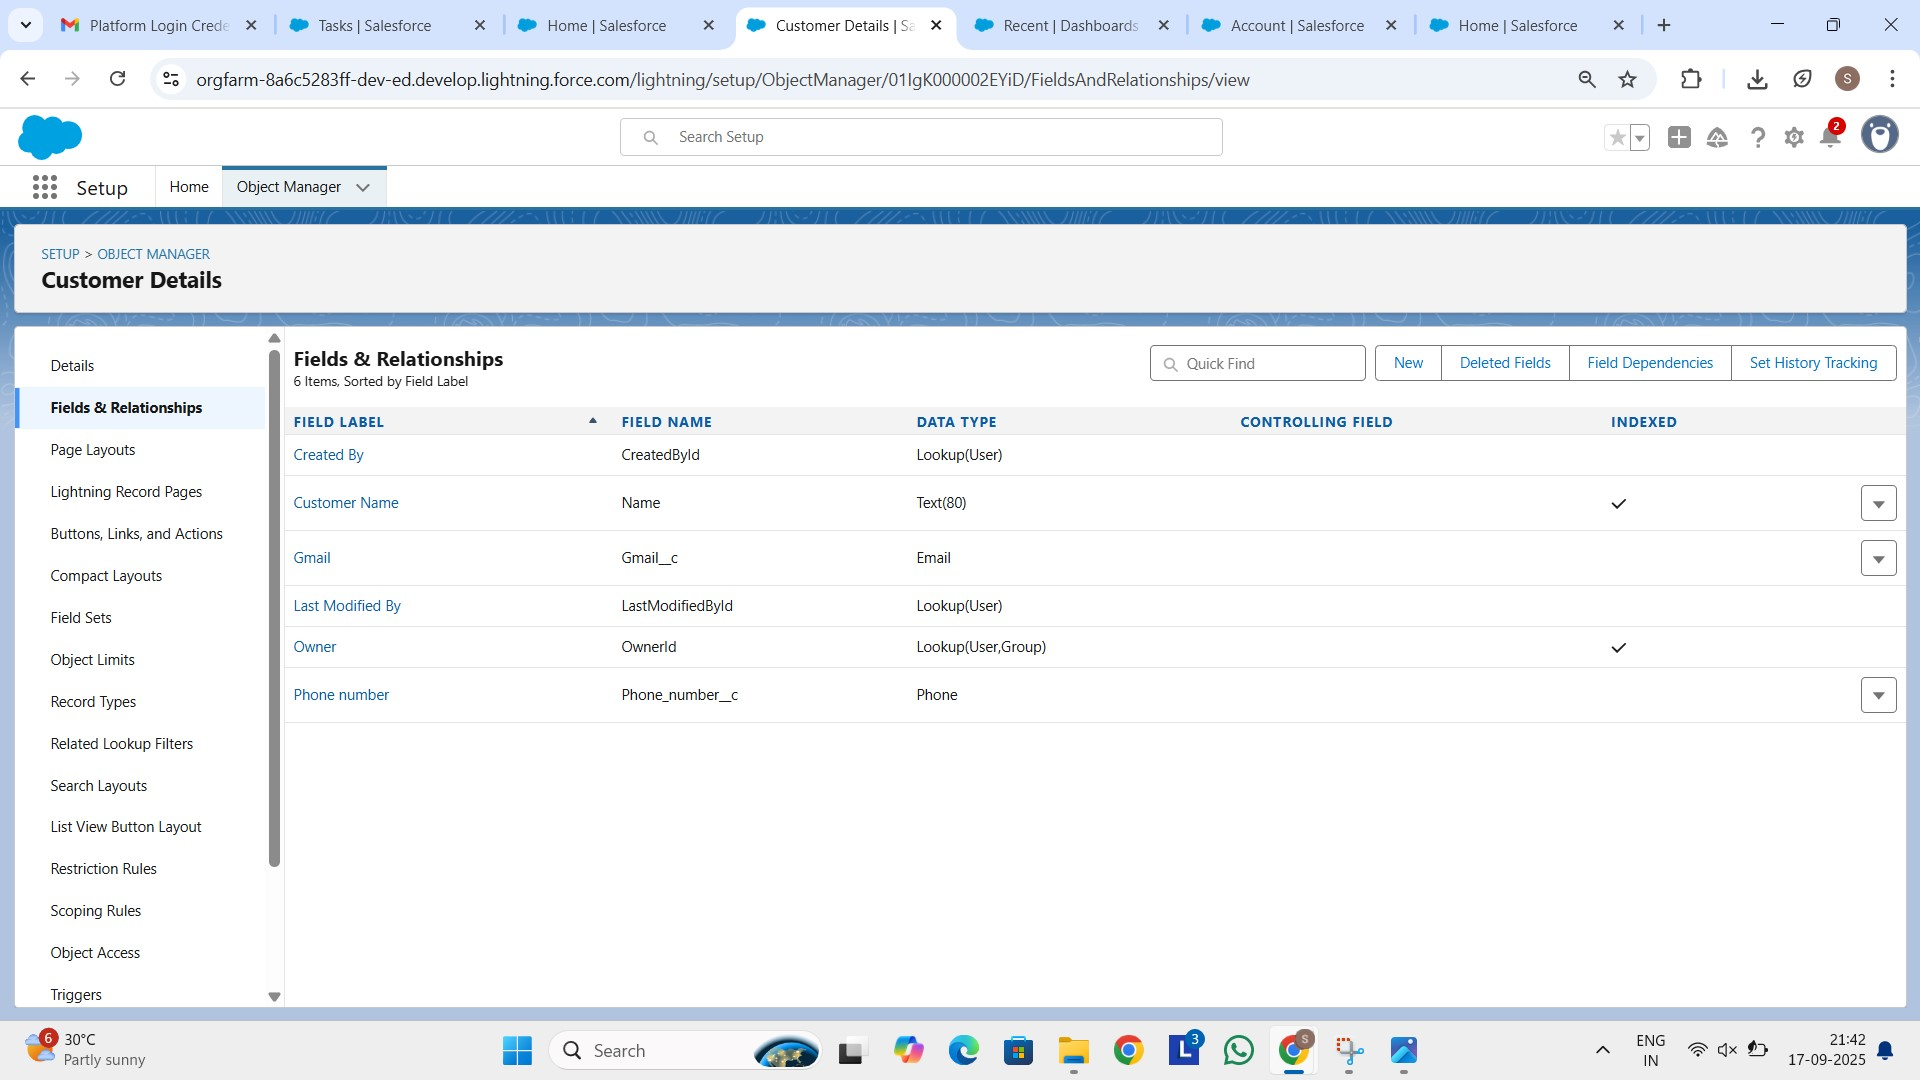 Platform Login Crede
Tasks | Salesforce
Home | Salesforce
Customer Details | Sa
Recent | Dashboards
Account | Salesforce
Home | Salesforce
orgfarm-8a6c5283ff-dev-ed.develop.lightning.force.com/lightning/setup/ObjectManager/01IgK000002EYiD/FieldsAndRelationships/view
S
Search Setup
2
Setup
Home
Object Manager
SETUP > OBJECT MANAGER
Customer Details
Details
Fields & Relationships
Page Layouts
Lightning Record Pages
Buttons, Links, and Actions
Compact Layouts
Field Sets
Object Limits
Record Types
Related Lookup Filters
Search Layouts
List View Button Layout
Restriction Rules
Scoping Rules
Object Access
Triggers
Fields & Relationships
6 Items, Sorted by Field Label
Quick Find
New
Deleted Fields
Field Dependencies
Set History Tracking
FIELD LABEL FIELD NAME DATA TYPE CONTROLLING FIELD INDEXED
Created By CreatedById Lookup(User)
Customer Name Name Text(80)
Gmail Gmail__c Email
Last Modified By LastModifiedById Lookup(User)
Owner OwnerId Lookup(User,Group)
Phone number Phone_number__c Phone
6
30°C
Partly sunny
Search
L
3
S
ENG
IN
21:42
17-09-2025